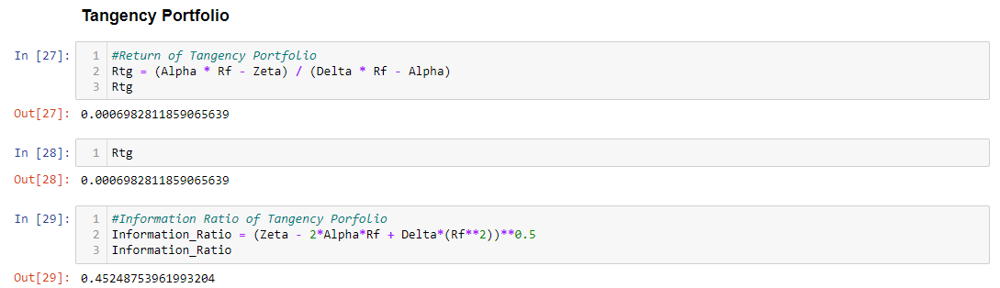 Tangency Portfolio
In [27]:
1 #Return of Tangency Portfolio
2 Rtg = (Alpha * Rf - Zeta) / (Delta * Rf - Alpha)
3 Rtg
Out[27]: 0.0006982811859065639
In [28]: 1 Rtg
Out[28]: 0.0006982811859065639
In [29]: 1 #Information Ratio of Tangency Porfolio
2 Information_Ratio = (Zeta - 2*Alpha*Rf + Delta*(Rf**2))**0.5
3 Information_Ratio
Out[29]: 0.45248753961993204